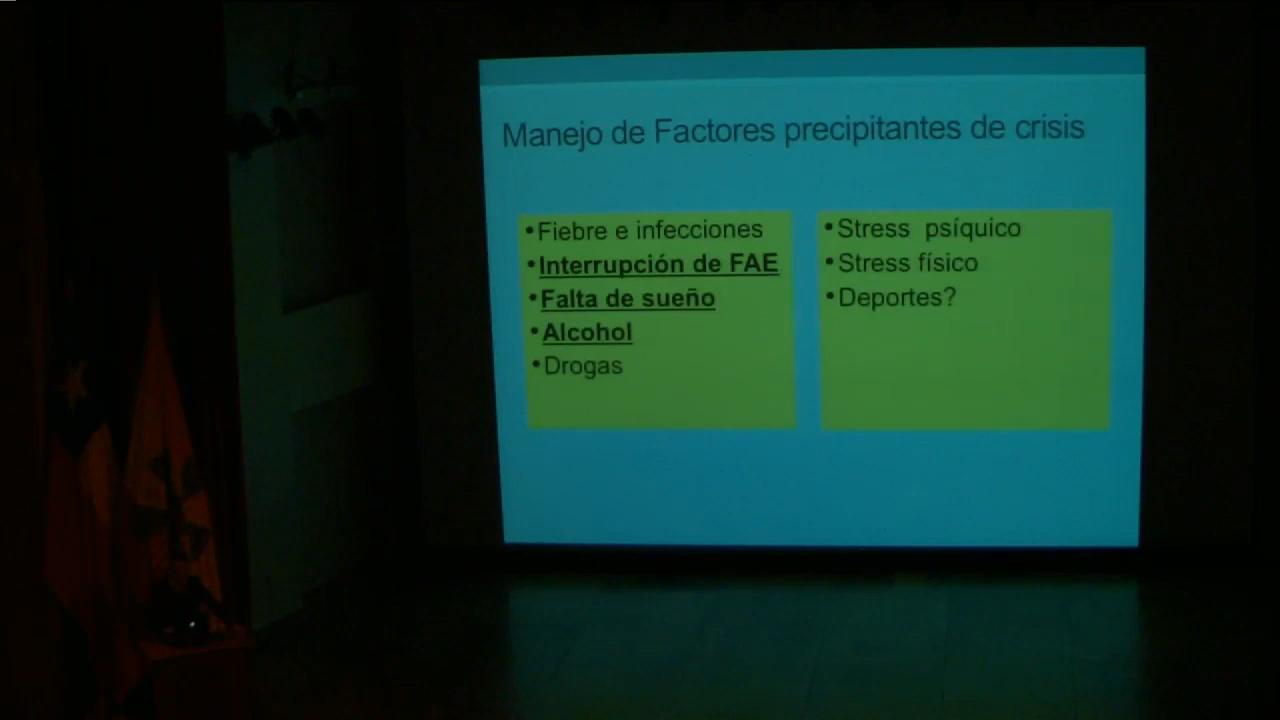 Manejo de Factores precipitantes de crisis
•Fiebre e infecciones
•Interrupción de FAE
•Falta de sueño
•Alcohol
•Drogas
•Stress psíquico
•Stress físico
•Deportes?